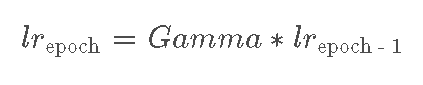 lr_epoch = Gamma * lr_epoch - 1